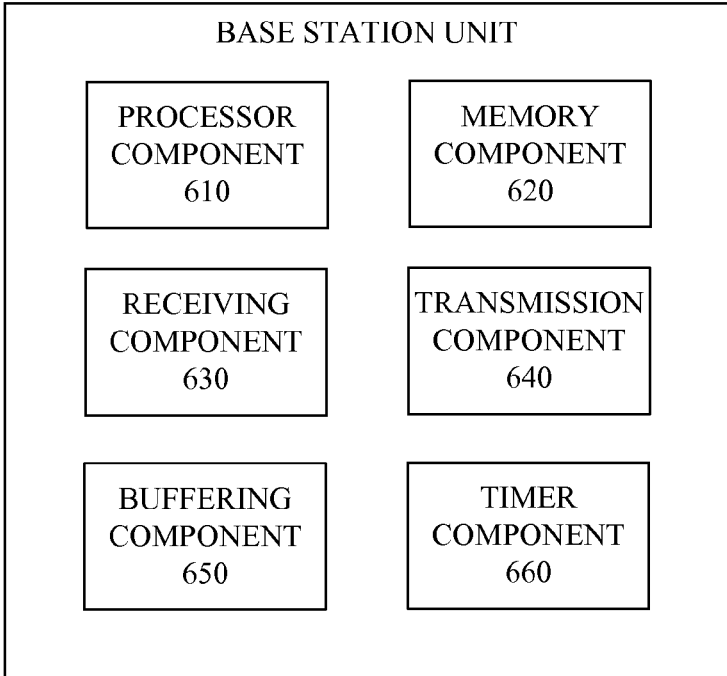 BASE STATION UNIT
PROCESSOR
COMPONENT
610
MEMORY
COMPONENT
620
RECEIVING
COMPONENT
630
TRANSMISSION
COMPONENT
640
BUFFERING
COMPONENT
650
TIMER
COMPONENT
660